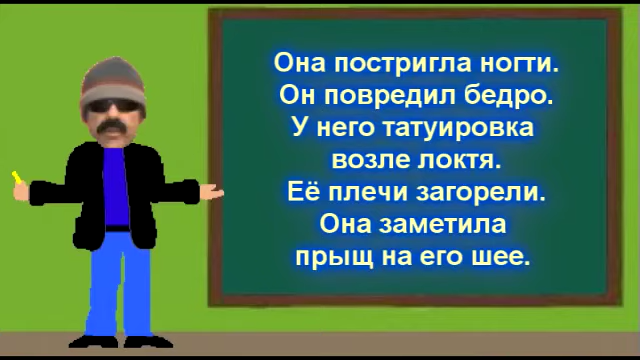 Она постригла ногти.
Он повредил бедро.
У него татуировка
возле локтя.
Её плечи загорели.
Она заметила
прыщ на его шее.